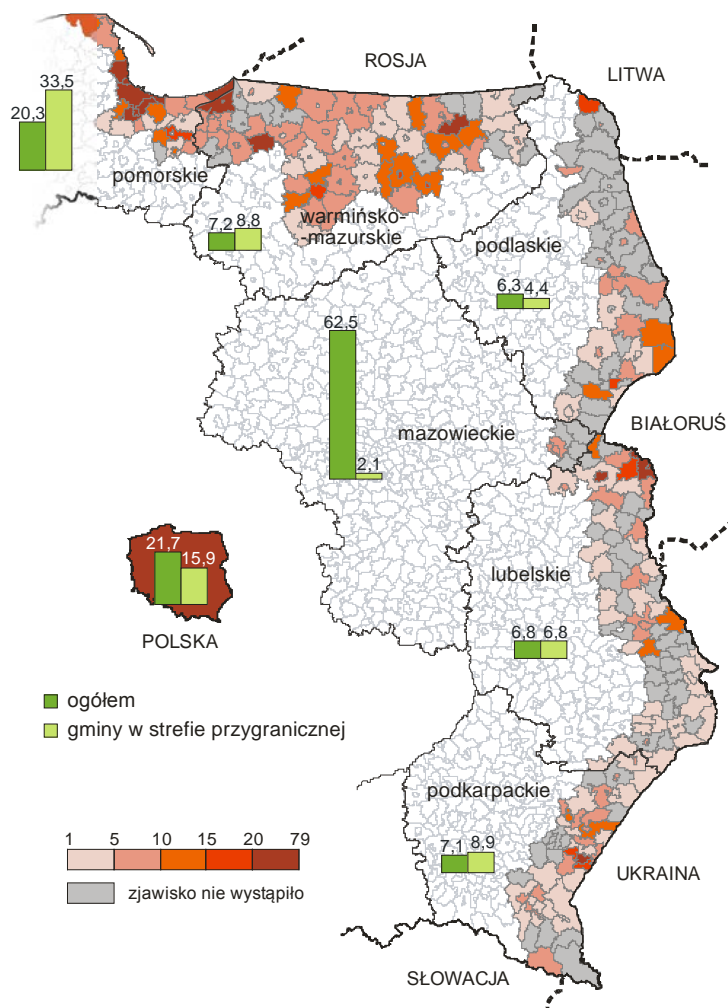 ROSJA
LITWA
33,5
20,3
pomorskie
7,2
8,8
warmińsko-
-mazurskie
podlaskie
6,3
4,4
62,5
mazowieckie
2,1
BIAŁORUŚ
21,7
15,9
POLSKA
lubelskie
6,8
6,8
ogółem
gminy w strefie przygranicznej
podkarpackie
7,1
8,9
1
5
10
15
20
79
zjawisko nie wystąpiło
UKRAINA
SŁOWACJA